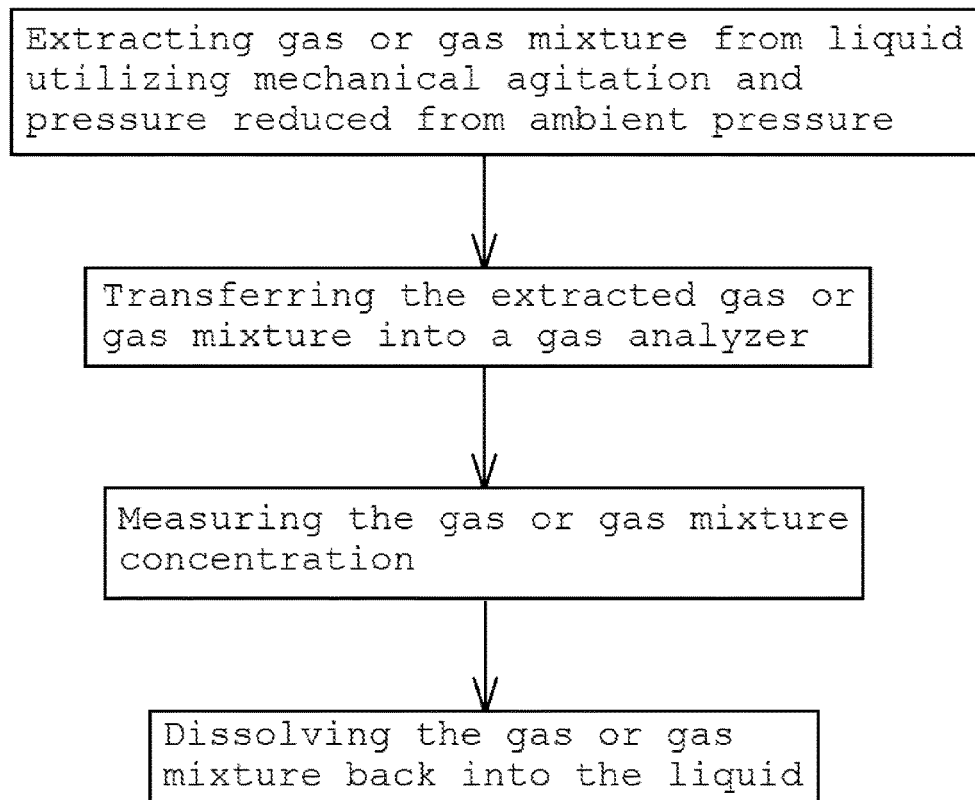 Extracting gas or gas mixture from liquid
utilizing mechanical agitation and
pressure reduced from ambient pressure
Transferring the extracted gas or
gas mixture into a gas analyzer
Measuring the gas or gas mixture
concentration
Dissolving the gas or gas
mixture back into the liquid